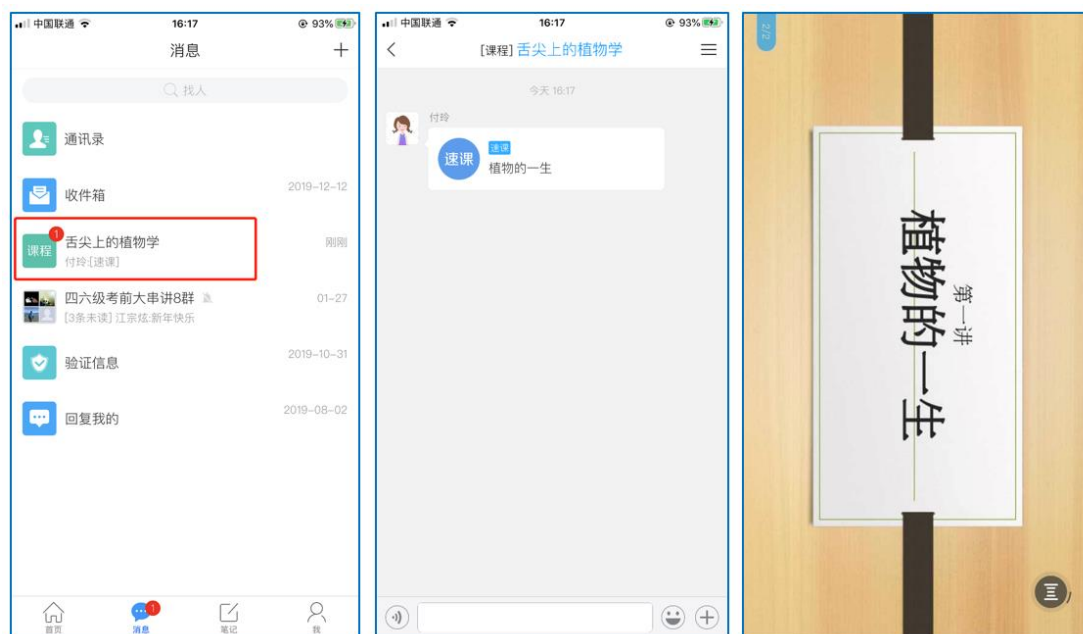 中国联通
16:17
93%
消息
找人
通讯录
收件箱
2019-12-12
课程
1
舌尖上的植物学
刚刚
付玲:[速课]
四六级考前大串讲8群
01-27
[3条未读] 江宗炫:新年快乐
验证信息
2019-10-31
回复我的
2019-08-02
1
首页
消息
笔记
我
中国联通
16:17
93%
[课程] 舌尖上的植物学
今天 16:17
付玲
速课
速课
植物的一生
2/2
第一讲
植物的一生